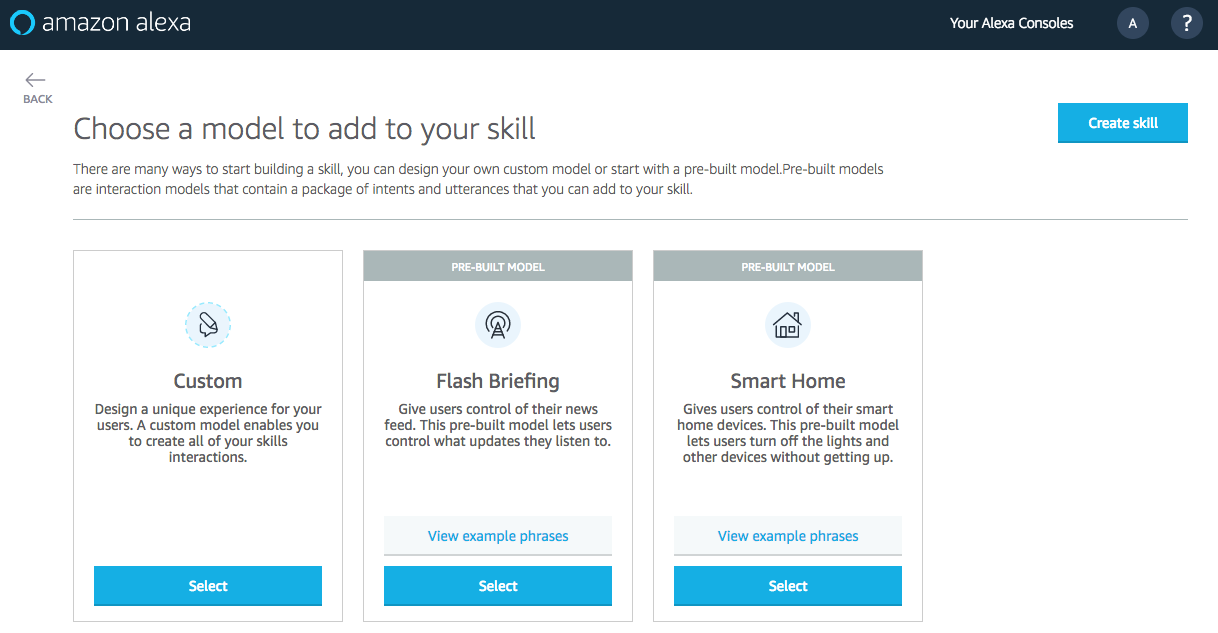 amazon alexa
Your Alexa Consoles
A
?
BACK
Choose a model to add to your skill
Create skill
There are many ways to start building a skill, you can design your own custom model or start with a pre-built model.Pre-built models
are interaction models that contain a package of intents and utterances that you can add to your skill.
Custom
Design a unique experience for your
users. A custom model enables you
to create all of your skills
interactions.
Select
PRE-BUILT MODEL
Flash Briefing
Give users control of their news
feed. This pre-built model lets users
control what updates they listen to.
View example phrases
Select
PRE-BUILT MODEL
Smart Home
Gives users control of their smart
home devices. This pre-built model
lets users turn off the lights and
other devices without getting up.
View example phrases
Select